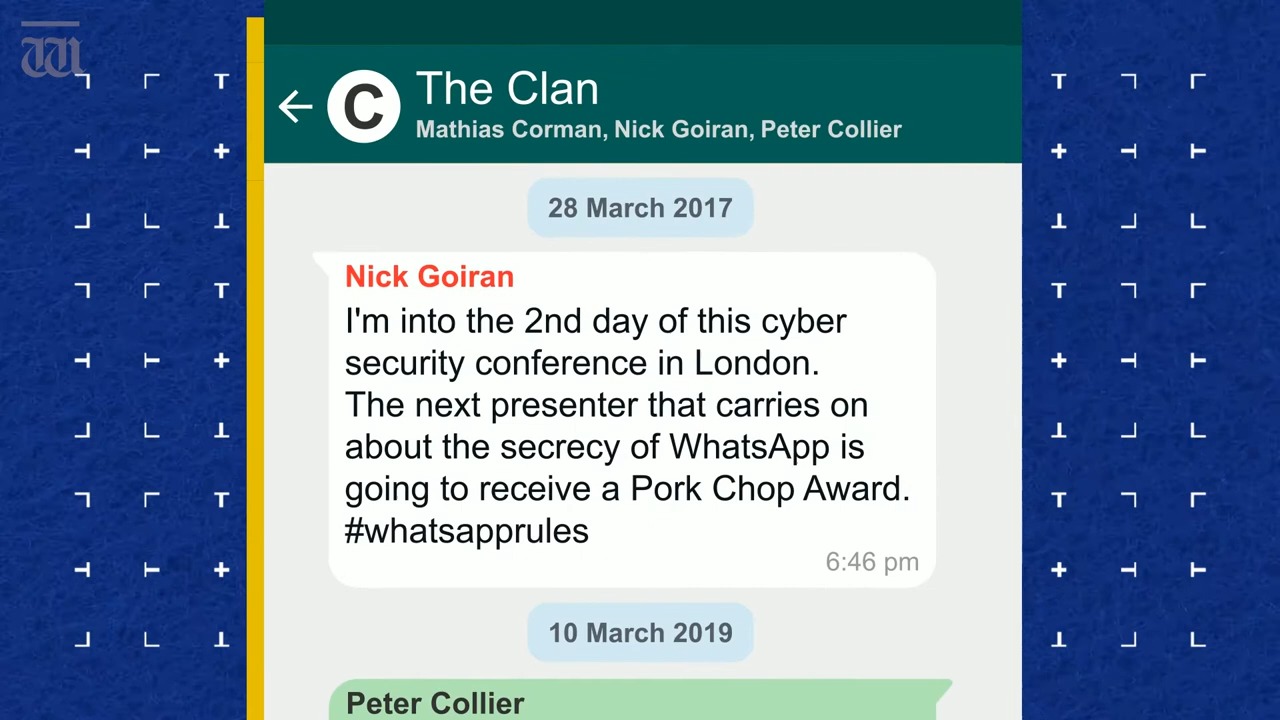 W
C
The Clan
Mathias Corman, Nick Goiran, Peter Collier
28 March 2017
Nick Goiran
I'm into the 2nd day of this cyber
security conference in London.
The next presenter that carries on
about the secrecy of WhatsApp is
going to receive a Pork Chop Award.
#whatsapprules
6:46 pm
10 March 2019
Peter Collier